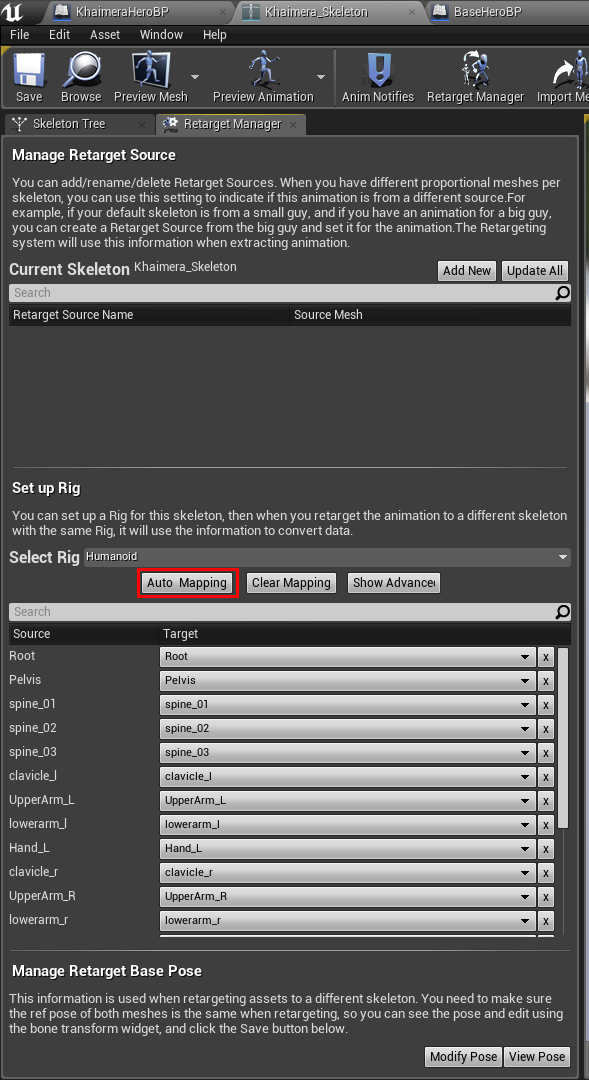 KhaimeraHeroBP
Khaimera_Skeleton
BaseHeroBP
File Edit Asset Window Help
Save Browse Preview Mesh Preview Animation Anim Notifies Retarget Manager Import Me
Skeleton Tree Retarget Manager
Manage Retarget Source
You can add/rename/delete Retarget Sources. When you have different proportional meshes per
skeleton, you can use this setting to indicate if this animation is from a different source.For
example, if your default skeleton is from a small guy, and if you have an animation for a big guy,
you can create a Retarget Source from the big guy and set it for the animation.The Retargeting
system will use this information when extracting animation.
Current Skeleton Khaimera_Skeleton Add New Update All
Search
Retarget Source Name Source Mesh
Set up Rig
You can set up a Rig for this skeleton, then when you retarget the animation to a different skeleton
with the same Rig, it will use the information to convert data.
Select Rig Humanoid
Auto Mapping Clear Mapping Show Advanced
Search
Source Target
Root Root x
Pelvis Pelvis x
spine_01 spine_01 x
spine_02 spine_02 x
spine_03 spine_03 x
clavicle_l clavicle_l x
UpperArm_L UpperArm_L x
lowerarm_l lowerarm_l x
Hand_L Hand_L x
clavicle_r clavicle_r x
UpperArm_R UpperArm_R x
lowerarm_r lowerarm_r x
Manage Retarget Base Pose
This information is used when retargeting assets to a different skeleton. You need to make sure
the ref pose of both meshes is the same when retargeting, so you can see the pose and edit using
the bone transform widget, and click the Save button below.
Modify Pose View Pose